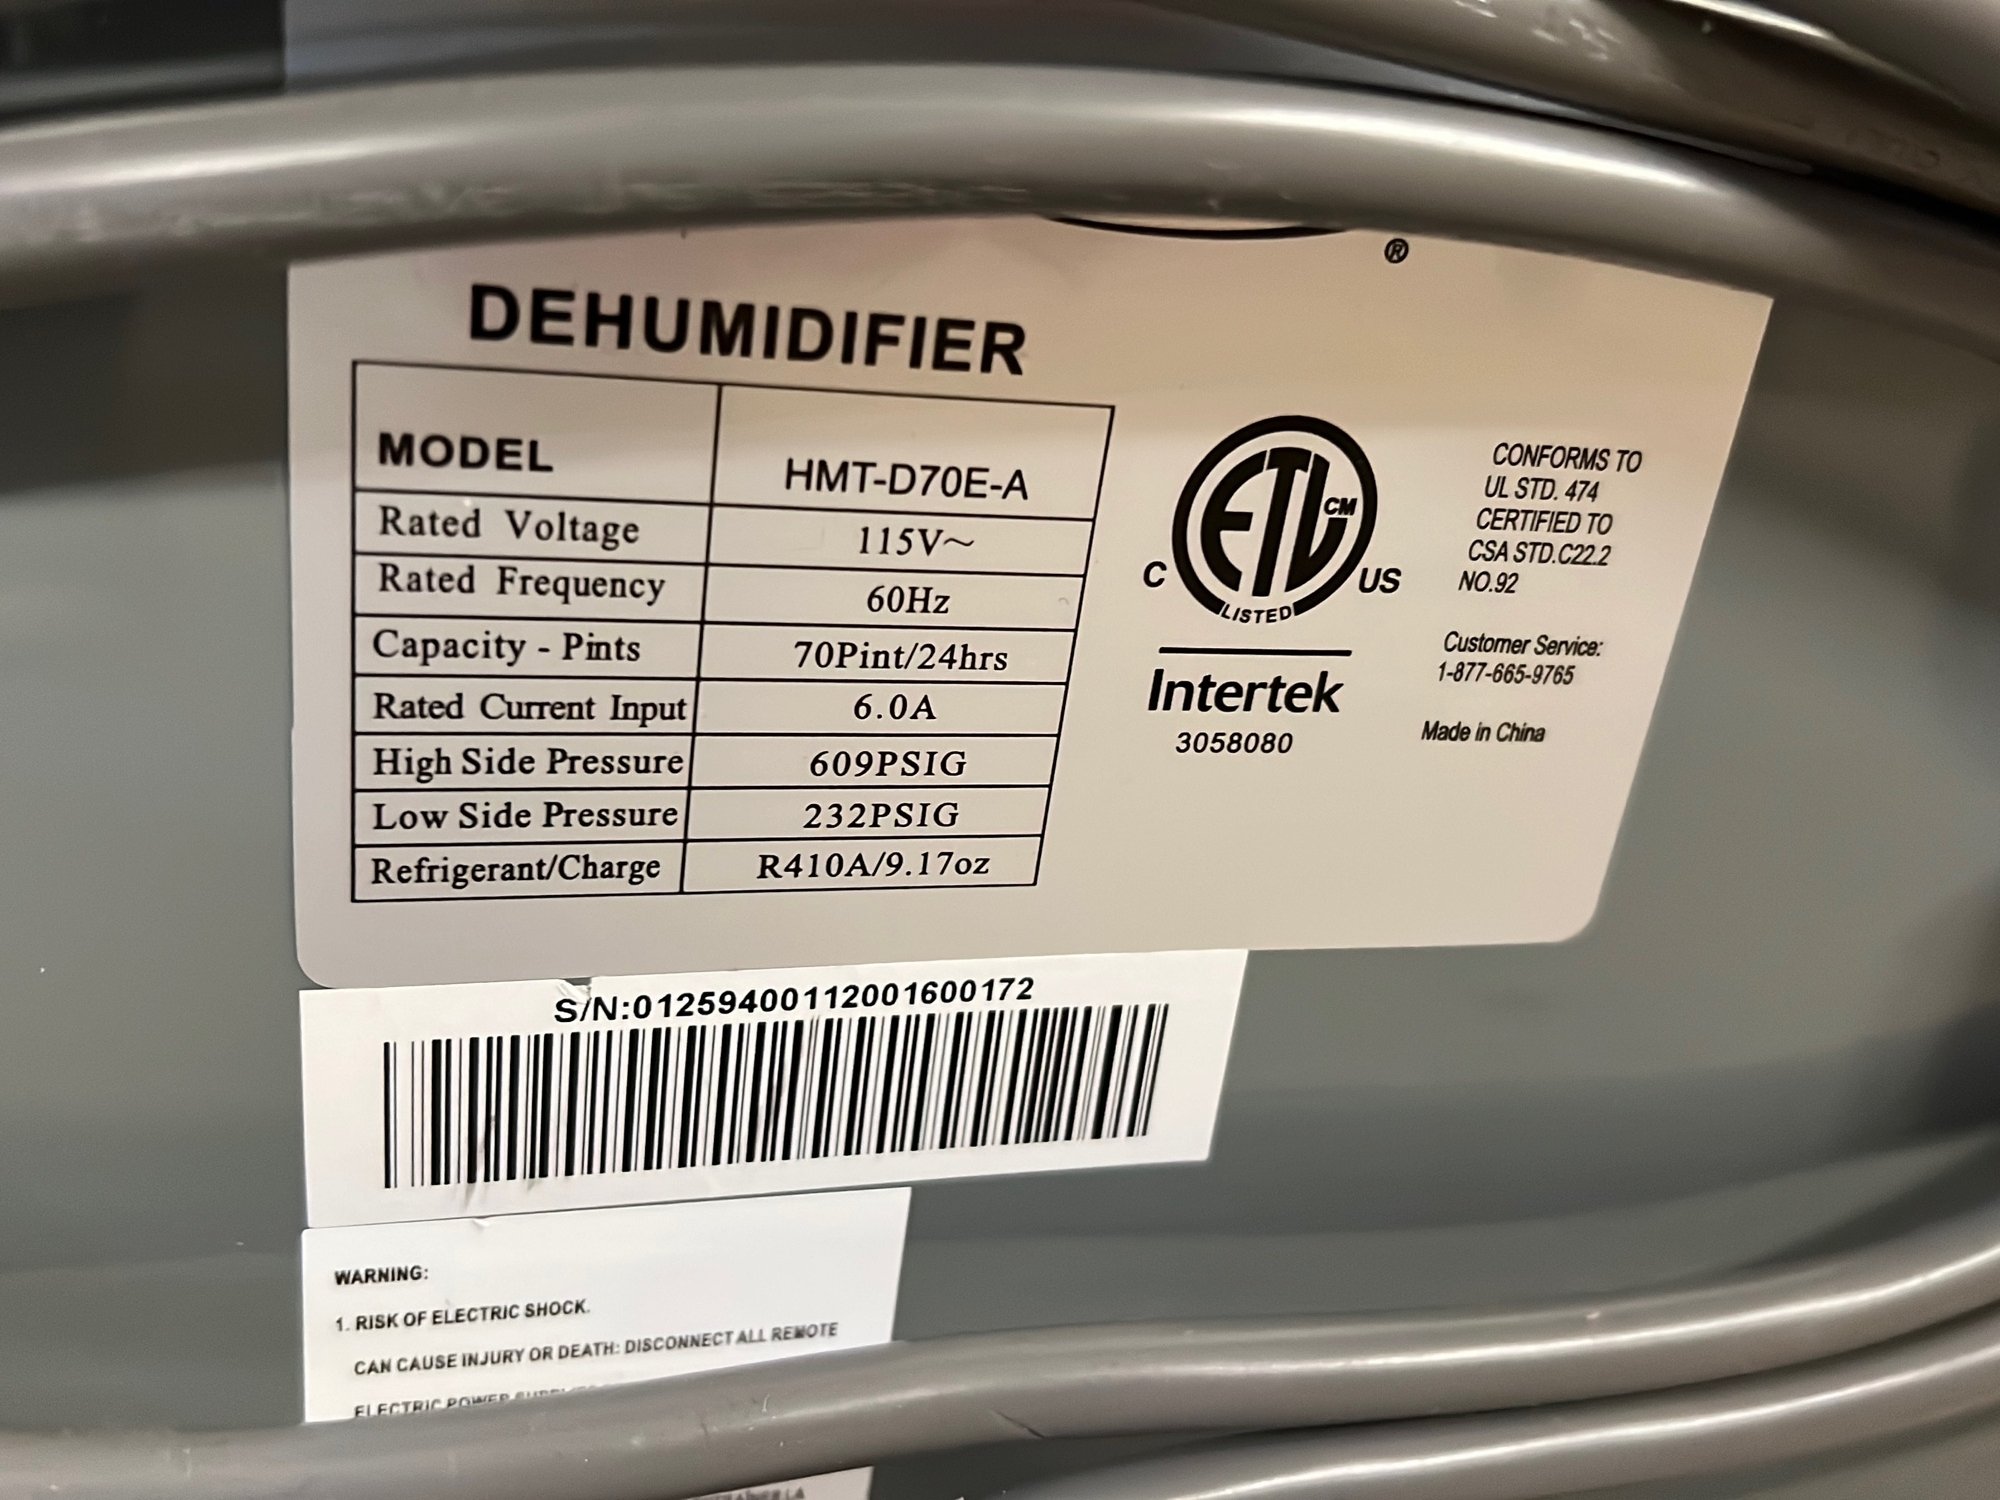 ®
DEHUMIDIFIER
MODEL HMT-D70E-A
Rated Voltage 115V~
Rated Frequency 60Hz
Capacity - Pints 70Pint/24hrs
Rated Current Input 6.0A
High Side Pressure 609PSIG
Low Side Pressure 232PSIG
Refrigerant/Charge R410A/9.17oz
C ETL CM US
LISTED
Intertek
3058080
CONFORMS TO
UL STD. 474
CERTIFIED TO
CSA STD.C22.2
NO.92
Customer Service:
1-877-665-9765
Made in China
S/N:01259400112001600172
WARNING:
1. RISK OF ELECTRIC SHOCK.
CAN CAUSE INJURY OR DEATH: DISCONNECT ALL REMOTE
ELECTRIC POWER